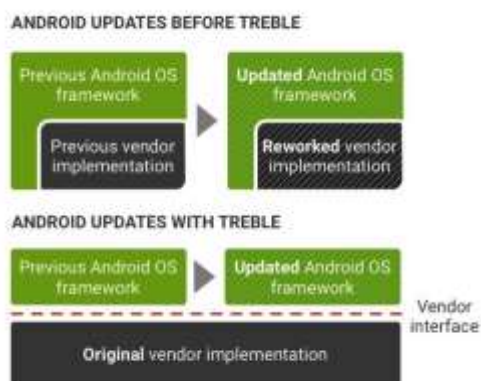 ANDROID UPDATES BEFORE TREBLE
Previous Android OS
framework
Previous vendor
implementation
Updated Android OS
framework
Reworked vendor
implementation
ANDROID UPDATES WITH TREBLE
Previous Android OS
framework
Updated Android OS
framework
Vendor
interface
Original vendor implementation